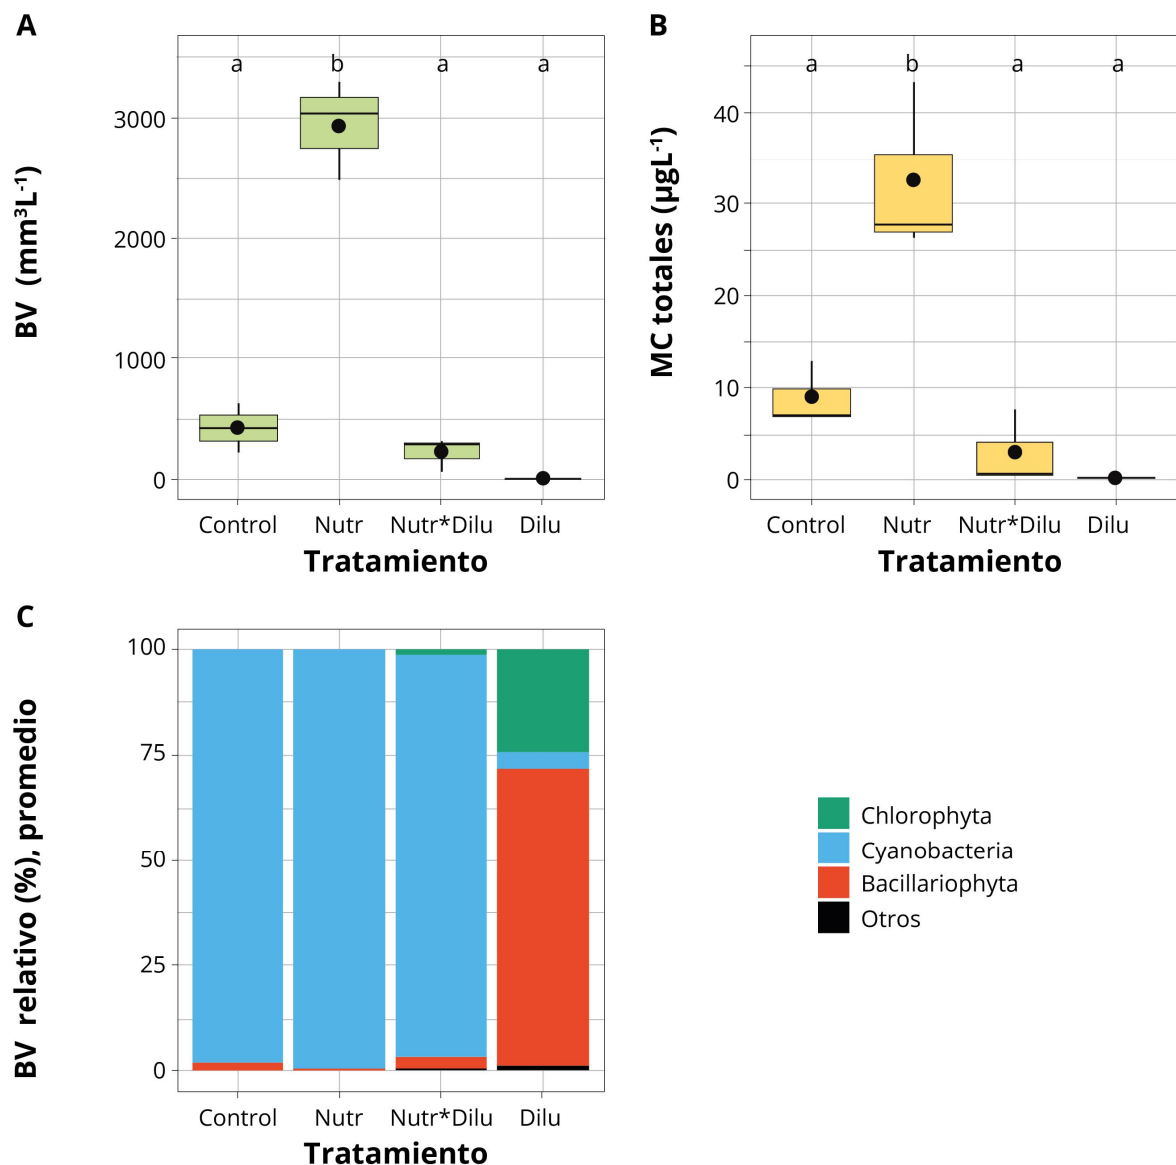 A
BV (mm³L⁻¹)
a b a a
3000
2000
1000
0
Control Nutr Nutr*Dilu Dilu
Tratamiento
B
MC totales (µgL⁻¹)
a b a a
40
30
20
10
0
Control Nutr Nutr*Dilu Dilu
Tratamiento
C
BV relativo (%), promedio
100
75
50
25
0
Control Nutr Nutr*Dilu Dilu
Tratamiento
Chlorophyta
Cyanobacteria
Bacillariophyta
Otros